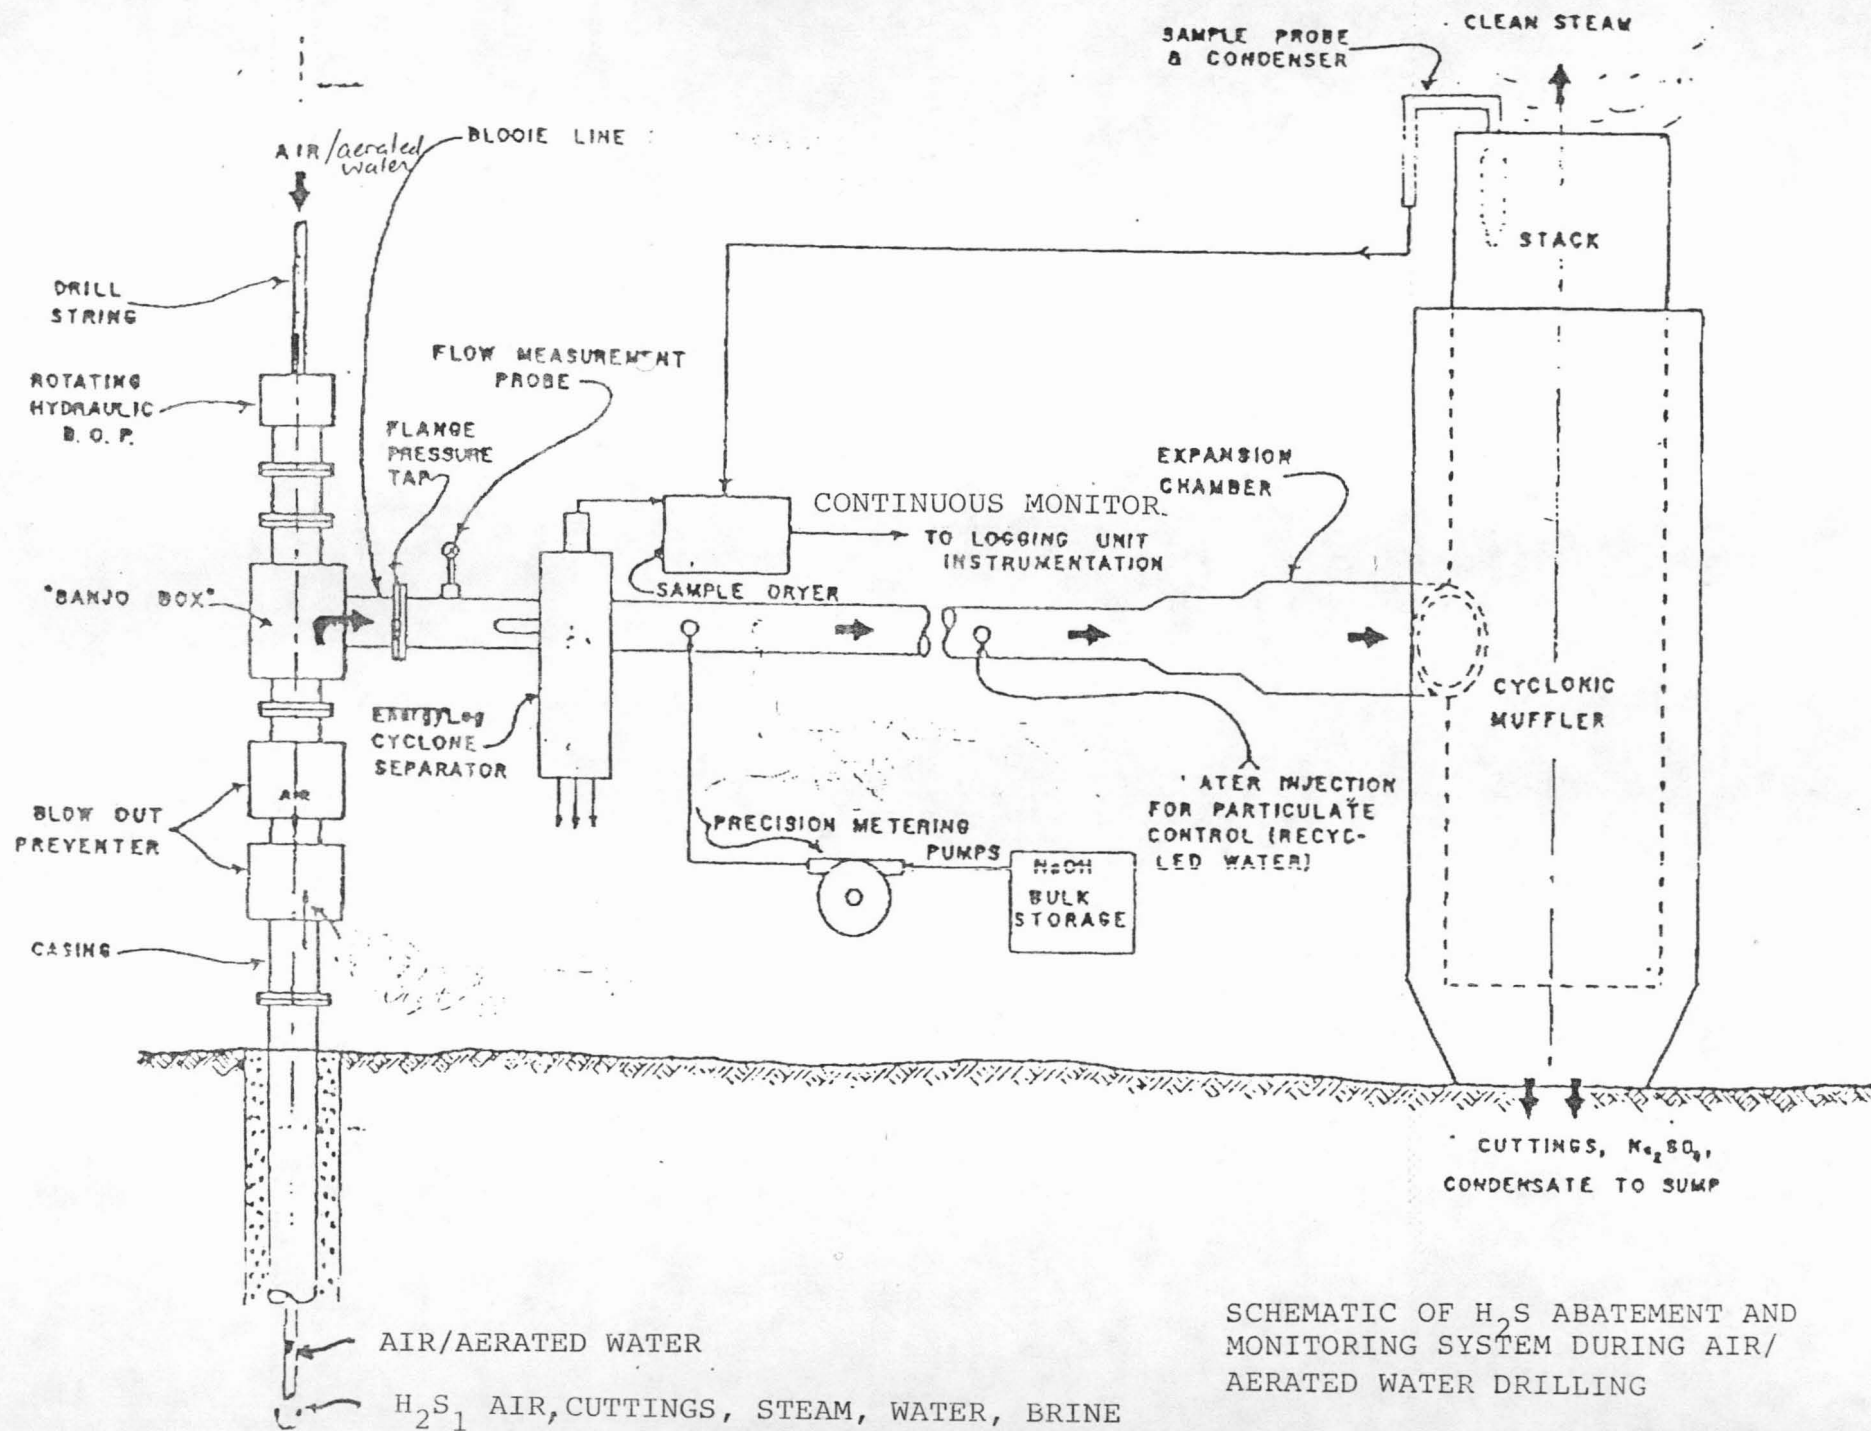 CLEAN STEAM
SAMPLE PROBE
& CONDENSER
BLOOIE LINE
AIR/aerated
water
STACK
DRILL
STRING
FLOW MEASUREMENT
PROBE
ROTATING
HYDRAULIC
B.O.P.
FLANGE
PRESSURE
TAP
EXPANSION
CHAMBER
CONTINUOUS MONITOR
TO LOGGING UNIT
INSTRUMENTATION
SAMPLE DRYER
"BANJO BOX"
CYCLONIC
MUFFLER
EnergyLog
CYCLONE
SEPARATOR
ATER INJECTION
FOR PARTICULATE
CONTROL (RECYC-
LED WATER)
AIR
BLOW OUT
PREVENTER
PRECISION METERING
PUMPS
NaOH
BULK
STORAGE
CASING
CUTTINGS, Na2SO4,
CONDENSATE TO SUMP
AIR/AERATED WATER
H2S1 AIR, CUTTINGS, STEAM, WATER, BRINE
SCHEMATIC OF H2S ABATEMENT AND
MONITORING SYSTEM DURING AIR/
AERATED WATER DRILLING